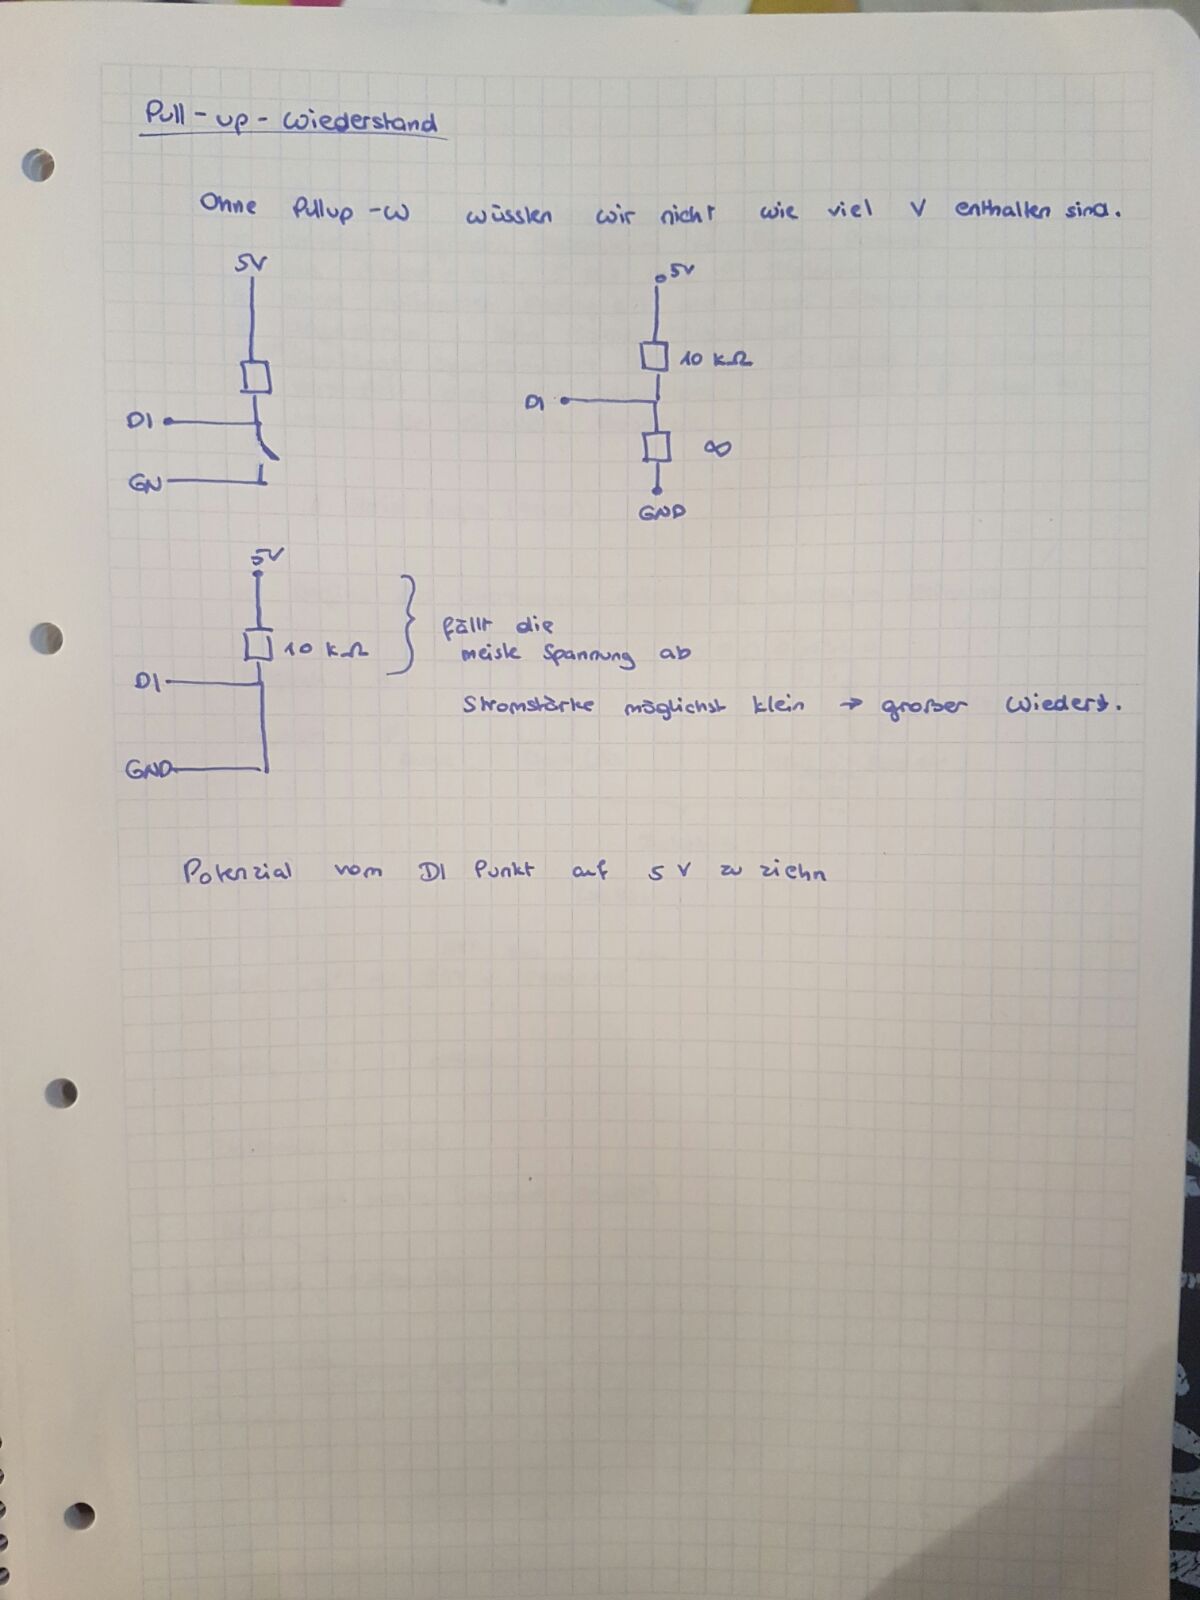 Pull-up-Wiederstand
Ohne Pullup-W wüssten wir nicht wie viel V enthalten sind.
5V
DI
GN
5V
10 kΩ
DI
∞
GND
5V
10 kΩ
DI
GND
fällt die
meiste Spannung ab
Stromstärke möglichst klein → großer Wiederst.
Potenzial vom DI Punkt auf 5 V zu ziehn